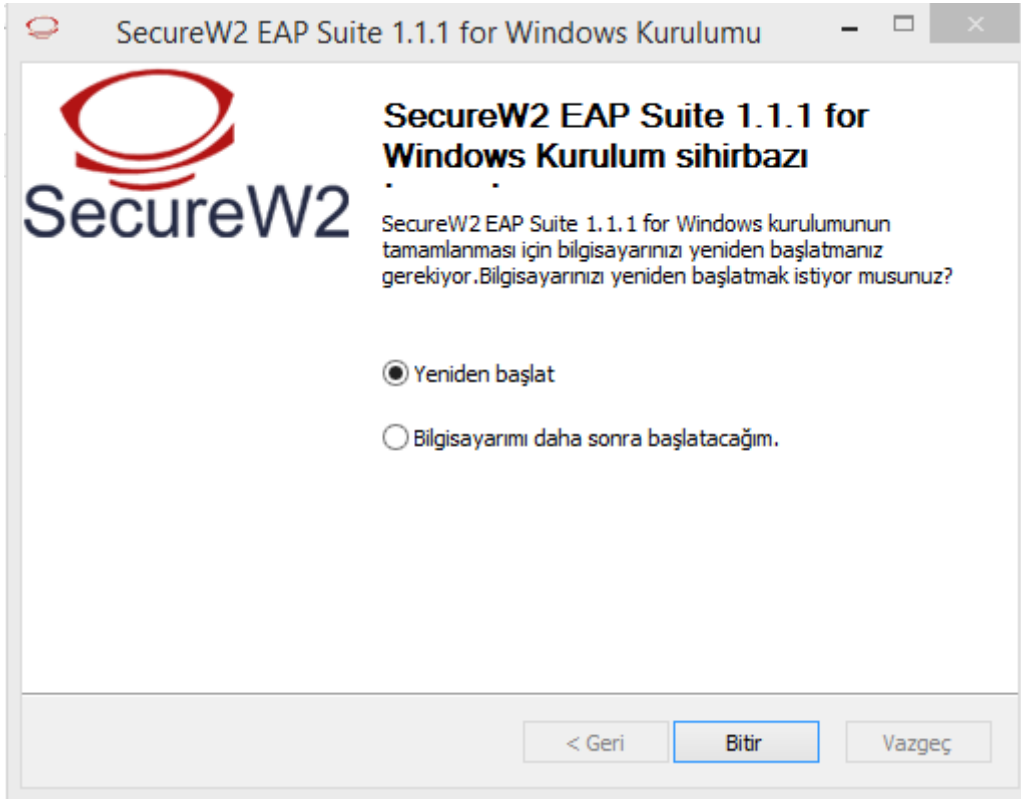 SecureW2 EAP Suite 1.1.1 for Windows Kurulumu
SecureW2
SecureW2 EAP Suite 1.1.1 for
Windows Kurulum sihirbazı
SecureW2 EAP Suite 1.1.1 for Windows kurulumunun
tamamlanması için bilgisayarınızı yeniden başlatmanız
gerekiyor.Bilgisayarınızı yeniden başlatmak istiyor musunuz?
Yeniden başlat
Bilgisayarımı daha sonra başlatacağım.
< Geri
Bitir
Vazgeç